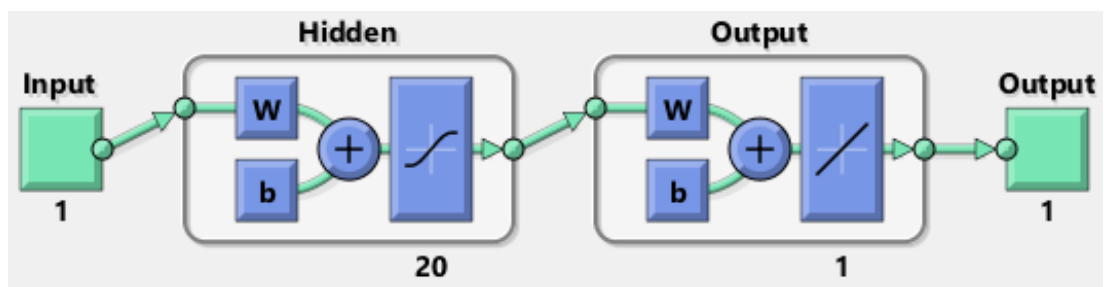 Hidden Output
Input Output
W + W +
b b
1 1
20 1